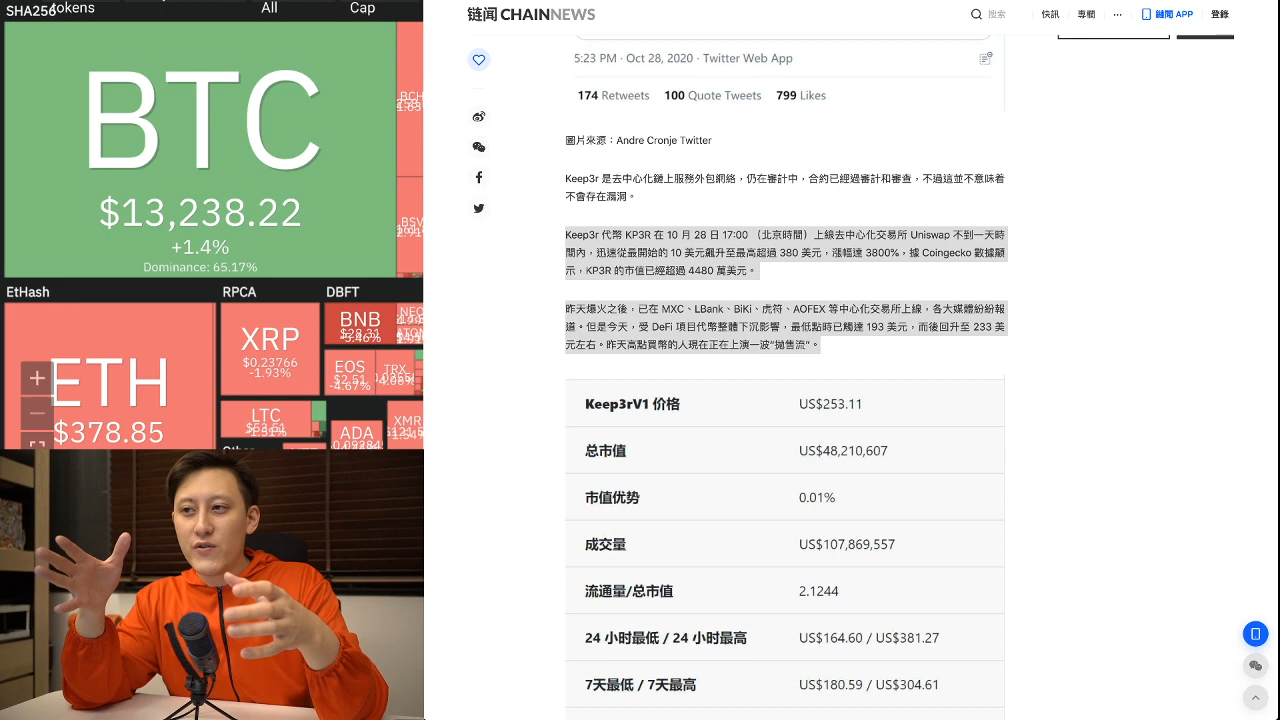 SHA256
Tokens
All
Cap
BTC
$13,238.22
+1.4%
Dominance: 65.17%
BCH
BSV
EtHash
RPCA
DBFT
ETH
$378.85
XRP
$0.23766
-1.93%
BNB
$28.31
-5.46%
NEO
EOS
$2.51
-4.67%
TRX
-4.08%
LTC
$53.51
-1.51%
ADA
XMR
链闻 CHAINNEWS
搜索
快訊
專欄
...
鏈聞 APP
登錄
5:23 PM · Oct 28, 2020 · Twitter Web App
174 Retweets 100 Quote Tweets 799 Likes
圖片來源：Andre Cronje Twitter
Keep3r 是去中心化鏈上服務外包網絡，仍在審計中，合約已經過審計和審查，不過這並不意味着
不會存在漏洞。
Keep3r 代幣 KP3R 在 10 月 28 日 17:00 （北京時間）上線去中心化交易所 Uniswap 不到一天時
間內，迅速從最開始的 10 美元飆升至最高超過 380 美元，漲幅達 3800%，據 Coingecko 數據顯
示，KP3R 的市值已經超過 4480 萬美元。
昨天爆火之後，已在 MXC、LBank、BiKi、虎符、AOFEX 等中心化交易所上線，各大媒體紛紛報
道。但是今天，受 DeFi 項目代幣整體下沉影響，最低點時已觸達 193 美元，而後回升至 233 美
元左右。昨天高點買幣的人現在正在上演一波"拋售流"。
Keep3rV1 价格 US$253.11
总市值 US$48,210,607
市值优势 0.01%
成交量 US$107,869,557
流通量/总市值 2.1244
24 小时最低 / 24 小时最高 US$164.60 / US$381.27
7天最低 / 7天最高 US$180.59 / US$304.61